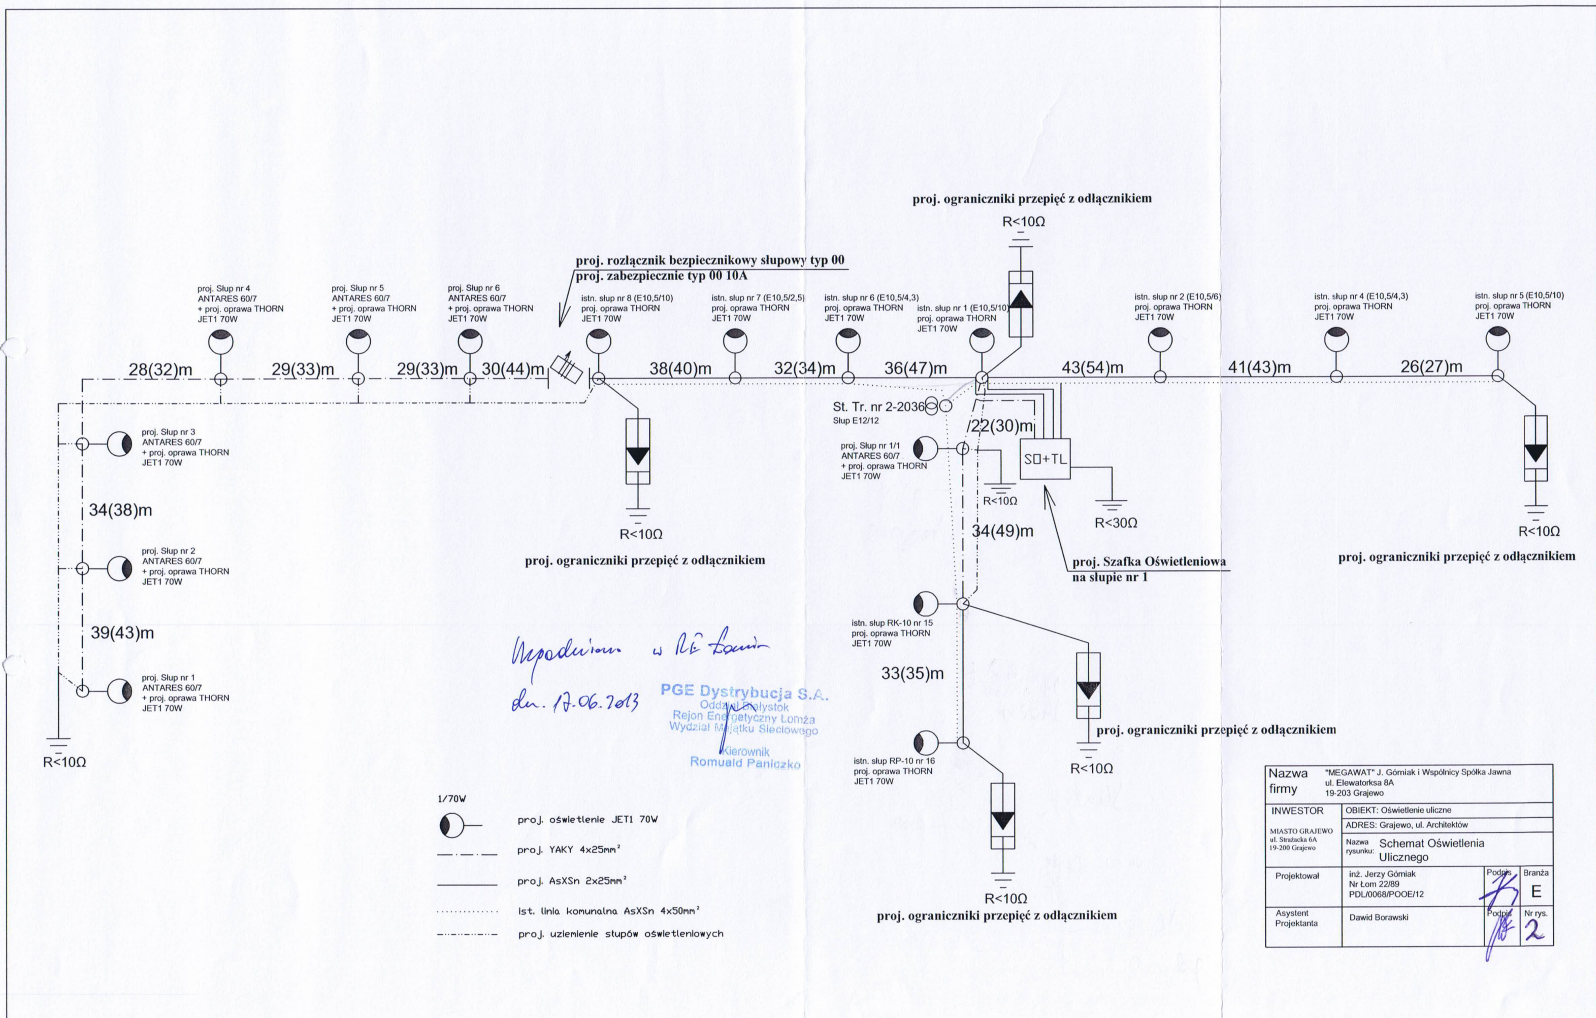 proj. ograniczniki przepięć z odłącznikiem
R<10Ω
proj. rozłącznik bezpiecznikowy słupowy typ 00
proj. zabezpiecznie typ 00 10A
proj. Słup nr 4
ANTARES 60/7
+ proj. oprawa THORN
JET1 70W
proj. Słup nr 5
ANTARES 60/7
+ proj. oprawa THORN
JET1 70W
proj. Słup nr 6
ANTARES 60/7
+ proj. oprawa THORN
JET1 70W
istn. słup nr 8 (E10,5/10)
proj. oprawa THORN
JET1 70W
istn. słup nr 7 (E10,5/2,5)
proj. oprawa THORN
JET1 70W
istn. słup nr 6 (E10,5/4,3)
proj. oprawa THORN
JET1 70W
istn. słup nr 1 (E10,5/10)
proj. oprawa THORN
JET1 70W
istn. słup nr 2 (E10,5/6)
proj. oprawa THORN
JET1 70W
istn. słup nr 4 (E10,5/4,3)
proj. oprawa THORN
JET1 70W
istn. słup nr 5 (E10,5/10)
proj. oprawa THORN
JET1 70W
28(32)m
29(33)m
29(33)m
30(44)m
38(40)m
32(34)m
36(47)m
43(54)m
41(43)m
26(27)m
St. Tr. nr 2-2036
Słup E12/12
22(30)m
proj. Słup nr 3
ANTARES 60/7
+ proj. oprawa THORN
JET1 70W
proj. Słup nr 1/1
ANTARES 60/7
+ proj. oprawa THORN
JET1 70W
SO+TL
R<10Ω
R<30Ω
34(38)m
R<10Ω
34(49)m
R<10Ω
proj. ograniczniki przepięć z odłącznikiem
proj. Szafka Oświetleniowa
na słupie nr 1
proj. ograniczniki przepięć z odłącznikiem
proj. Słup nr 2
ANTARES 60/7
+ proj. oprawa THORN
JET1 70W
39(43)m
istn. słup RK-10 nr 15
proj. oprawa THORN
JET1 70W
33(35)m
proj. Słup nr 1
ANTARES 60/7
+ proj. oprawa THORN
JET1 70W
w RE
dn. 17.06.2013
PGE Dystrybucja S.A.
Oddział Białystok
Rejon Energetyczny Łomża
Wydział Majątku Sieciowego
Kierownik
Romuald Paniczko
R<10Ω
proj. ograniczniki przepięć z odłącznikiem
R<10Ω
istn. słup RP-10 nr 16
proj. oprawa THORN
JET1 70W
R<10Ω
proj. ograniczniki przepięć z odłącznikiem
1/70W
proj. oświetlenie JET1 70W
proj. YAKY 4x25mm²
proj. AsXSn 2x25mm²
ist. linia komunalna AsXSn 4x50mm²
proj. uziemienie słupów oświetleniowych
Nazwa firmy
"MEGAWAT" J. Górniak i Wspólnicy Spółka Jawna
ul. Elewatorksa 8A
19-203 Grajewo
INWESTOR
MIASTO GRAJEWO
ul. Strażacka 6A
19-200 Grajewo
OBIEKT: Oświetlenie uliczne
ADRES: Grajewo, ul. Architektów
Nazwa rysunku: Schemat Oświetlenia
Ulicznego
Projektował
inż. Jerzy Górniak
Nr Łom 22/89
PDL/0068/POOE/12
Podpis
Branża
E
Asystent
Projektanta
Dawid Borawski
Podpis
Nr rys.
2